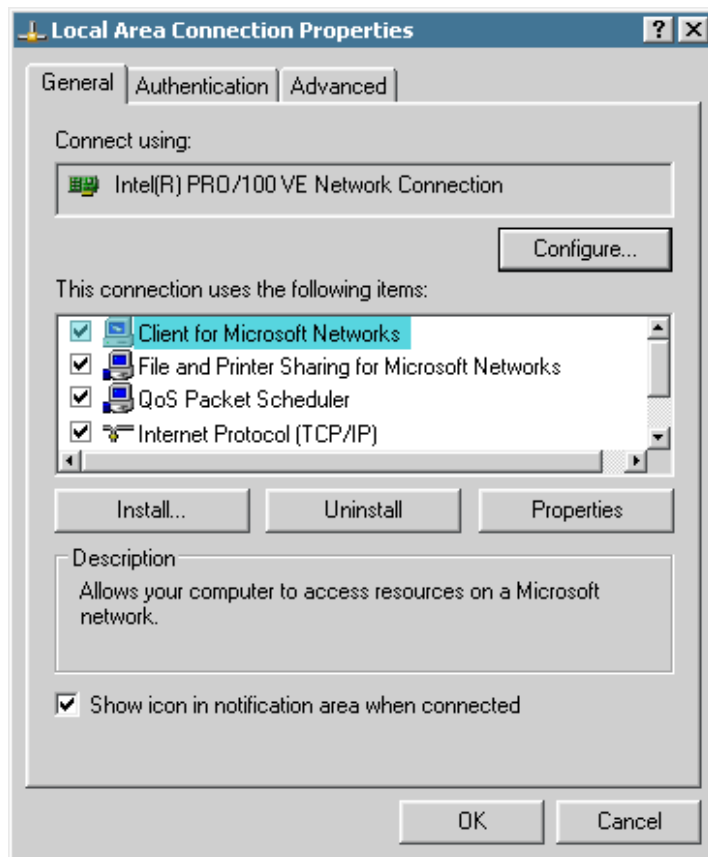 Local Area Connection Properties
General Authentication Advanced
Connect using:
Intel(R) PRO/100 VE Network Connection
Configure...
This connection uses the following items:
Client for Microsoft Networks
File and Printer Sharing for Microsoft Networks
QoS Packet Scheduler
Internet Protocol (TCP/IP)
Install... Uninstall Properties
Description
Allows your computer to access resources on a Microsoft
network.
Show icon in notification area when connected
OK Cancel